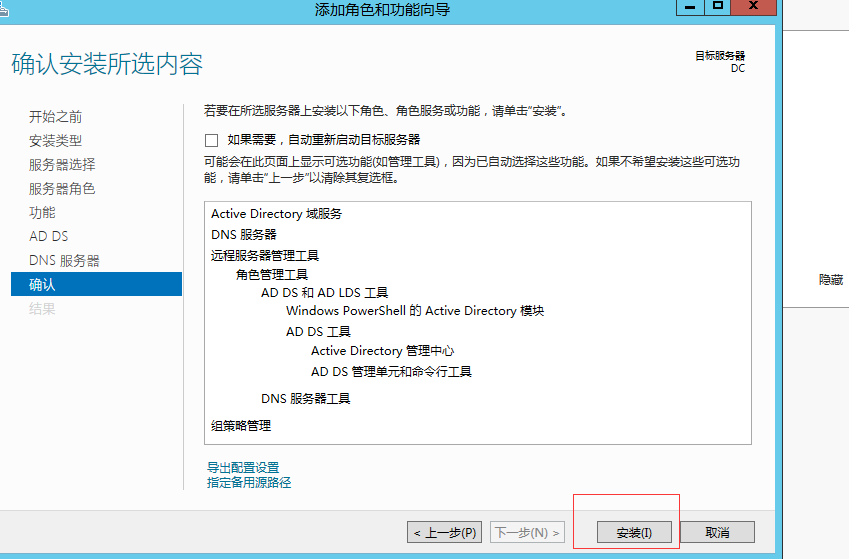 添加角色和功能向导
确认安装所选内容
目标服务器
DC
开始之前
安装类型
服务器选择
服务器角色
功能
AD DS
DNS 服务器
确认
结果
若要在所选服务器上安装以下角色、角色服务或功能，请单击“安装”。
如果需要，自动重新启动目标服务器
可能会在此页面上显示可选功能(如管理工具)，因为已自动选择这些功能。如果不希望安装这些可选功
能，请单击“上一步”以清除其复选框。
Active Directory 域服务
DNS 服务器
远程服务器管理工具
角色管理工具
AD DS 和 AD LDS 工具
Windows PowerShell 的 Active Directory 模块
AD DS 工具
Active Directory 管理中心
AD DS 管理单元和命令行工具
DNS 服务器工具
组策略管理
导出配置设置
指定备用源路径
< 上一步(P)
下一步(N) >
安装(I)
取消
隐藏